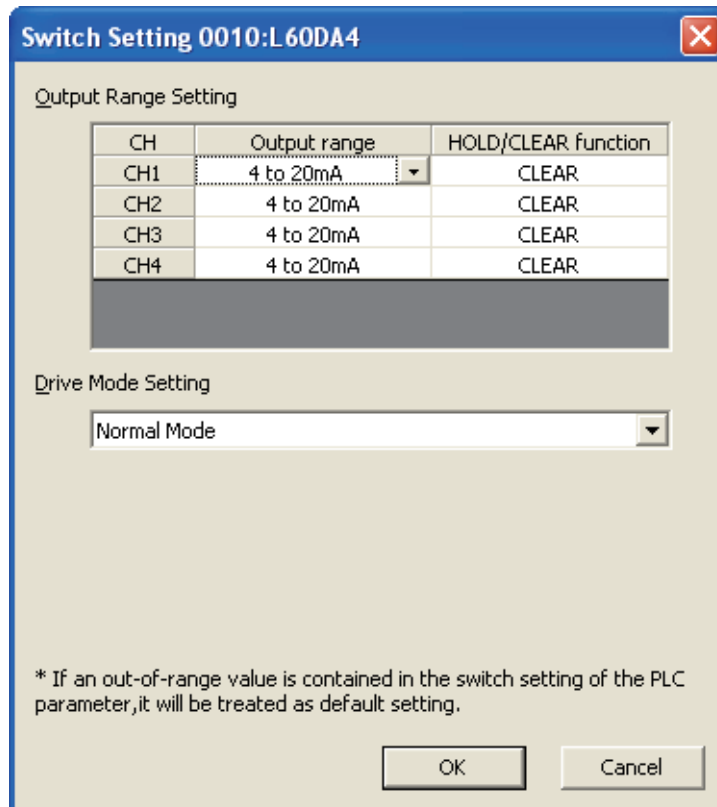 Switch Setting 0010:L60DA4
Output Range Setting
CH Output range HOLD/CLEAR function
CH1 4 to 20mA CLEAR
CH2 4 to 20mA CLEAR
CH3 4 to 20mA CLEAR
CH4 4 to 20mA CLEAR
Drive Mode Setting
Normal Mode
* If an out-of-range value is contained in the switch setting of the PLC
parameter,it will be treated as default setting.
OK Cancel